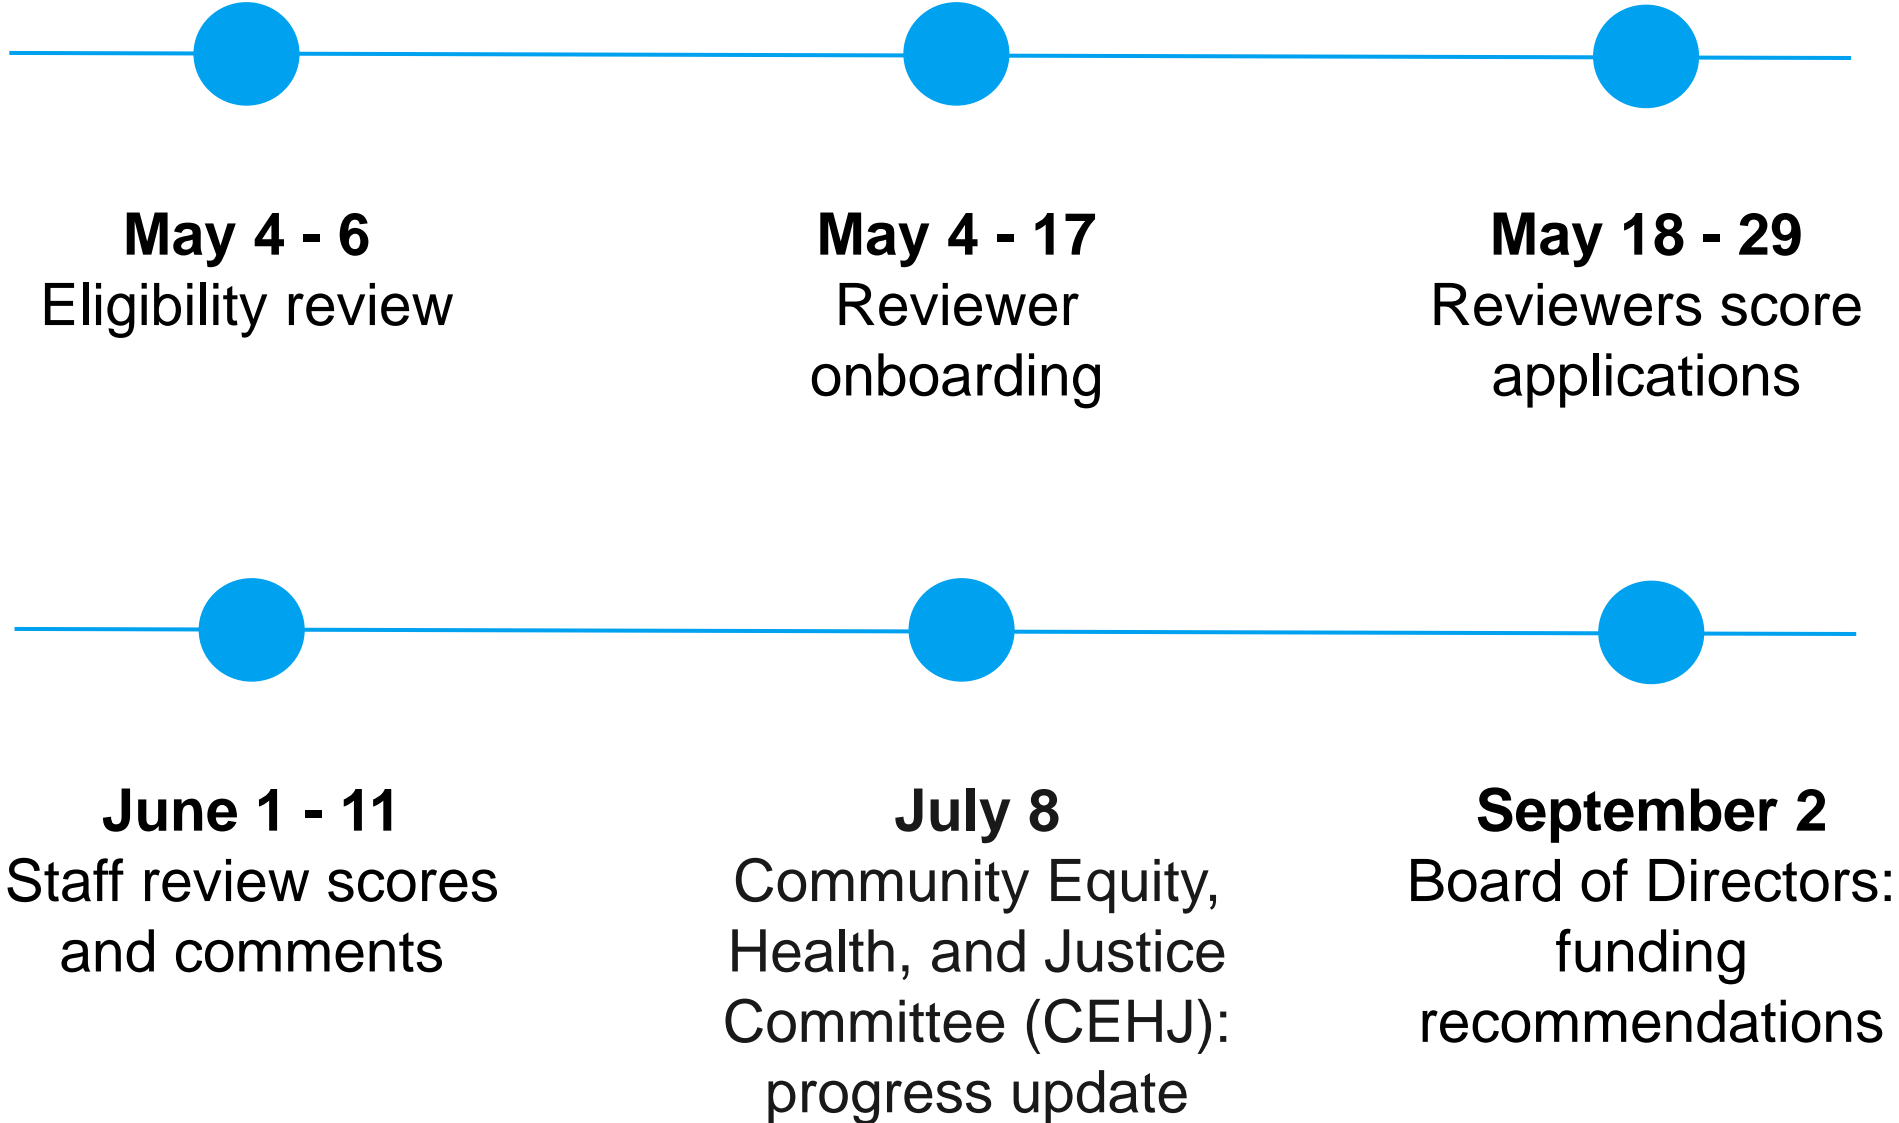 May 4 - 6
Eligibility review
May 4 - 17
Reviewer
onboarding
May 18 - 29
Reviewers score
applications
June 1 - 11
Staff review scores
and comments
July 8
Community Equity,
Health, and Justice
Committee (CEHJ):
progress update
September 2
Board of Directors:
funding
recommendations